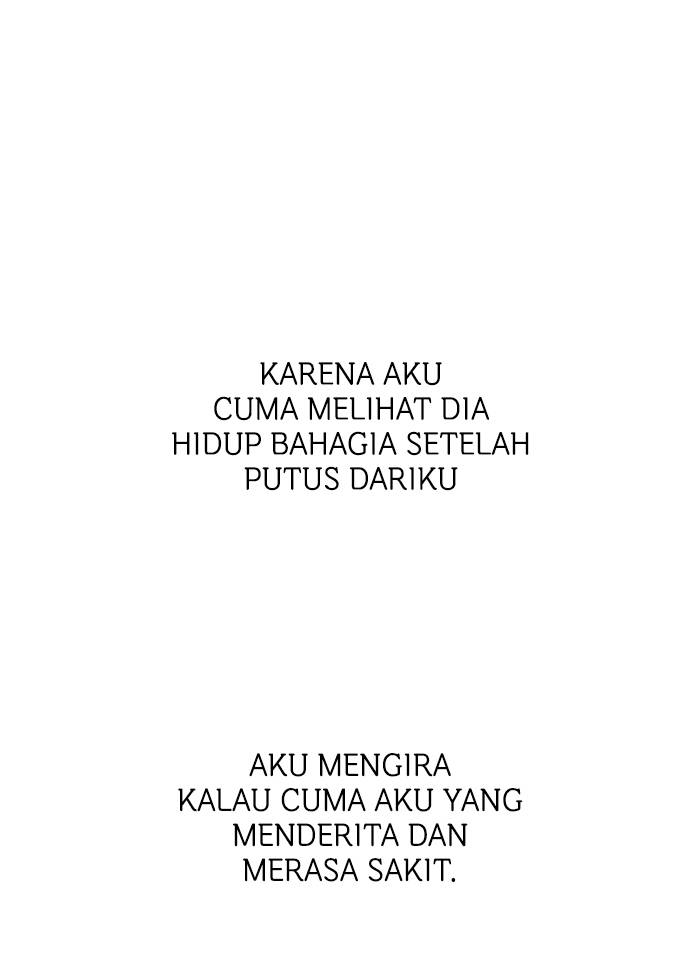 KARENA AKU
CUMA MELIHAT DIA
HIDUP BAHAGIA SETELAH
PUTUS DARIKU
AKU MENGIRA
KALAU CUMA AKU YANG
MENDERITA DAN
MERASA SAKIT.